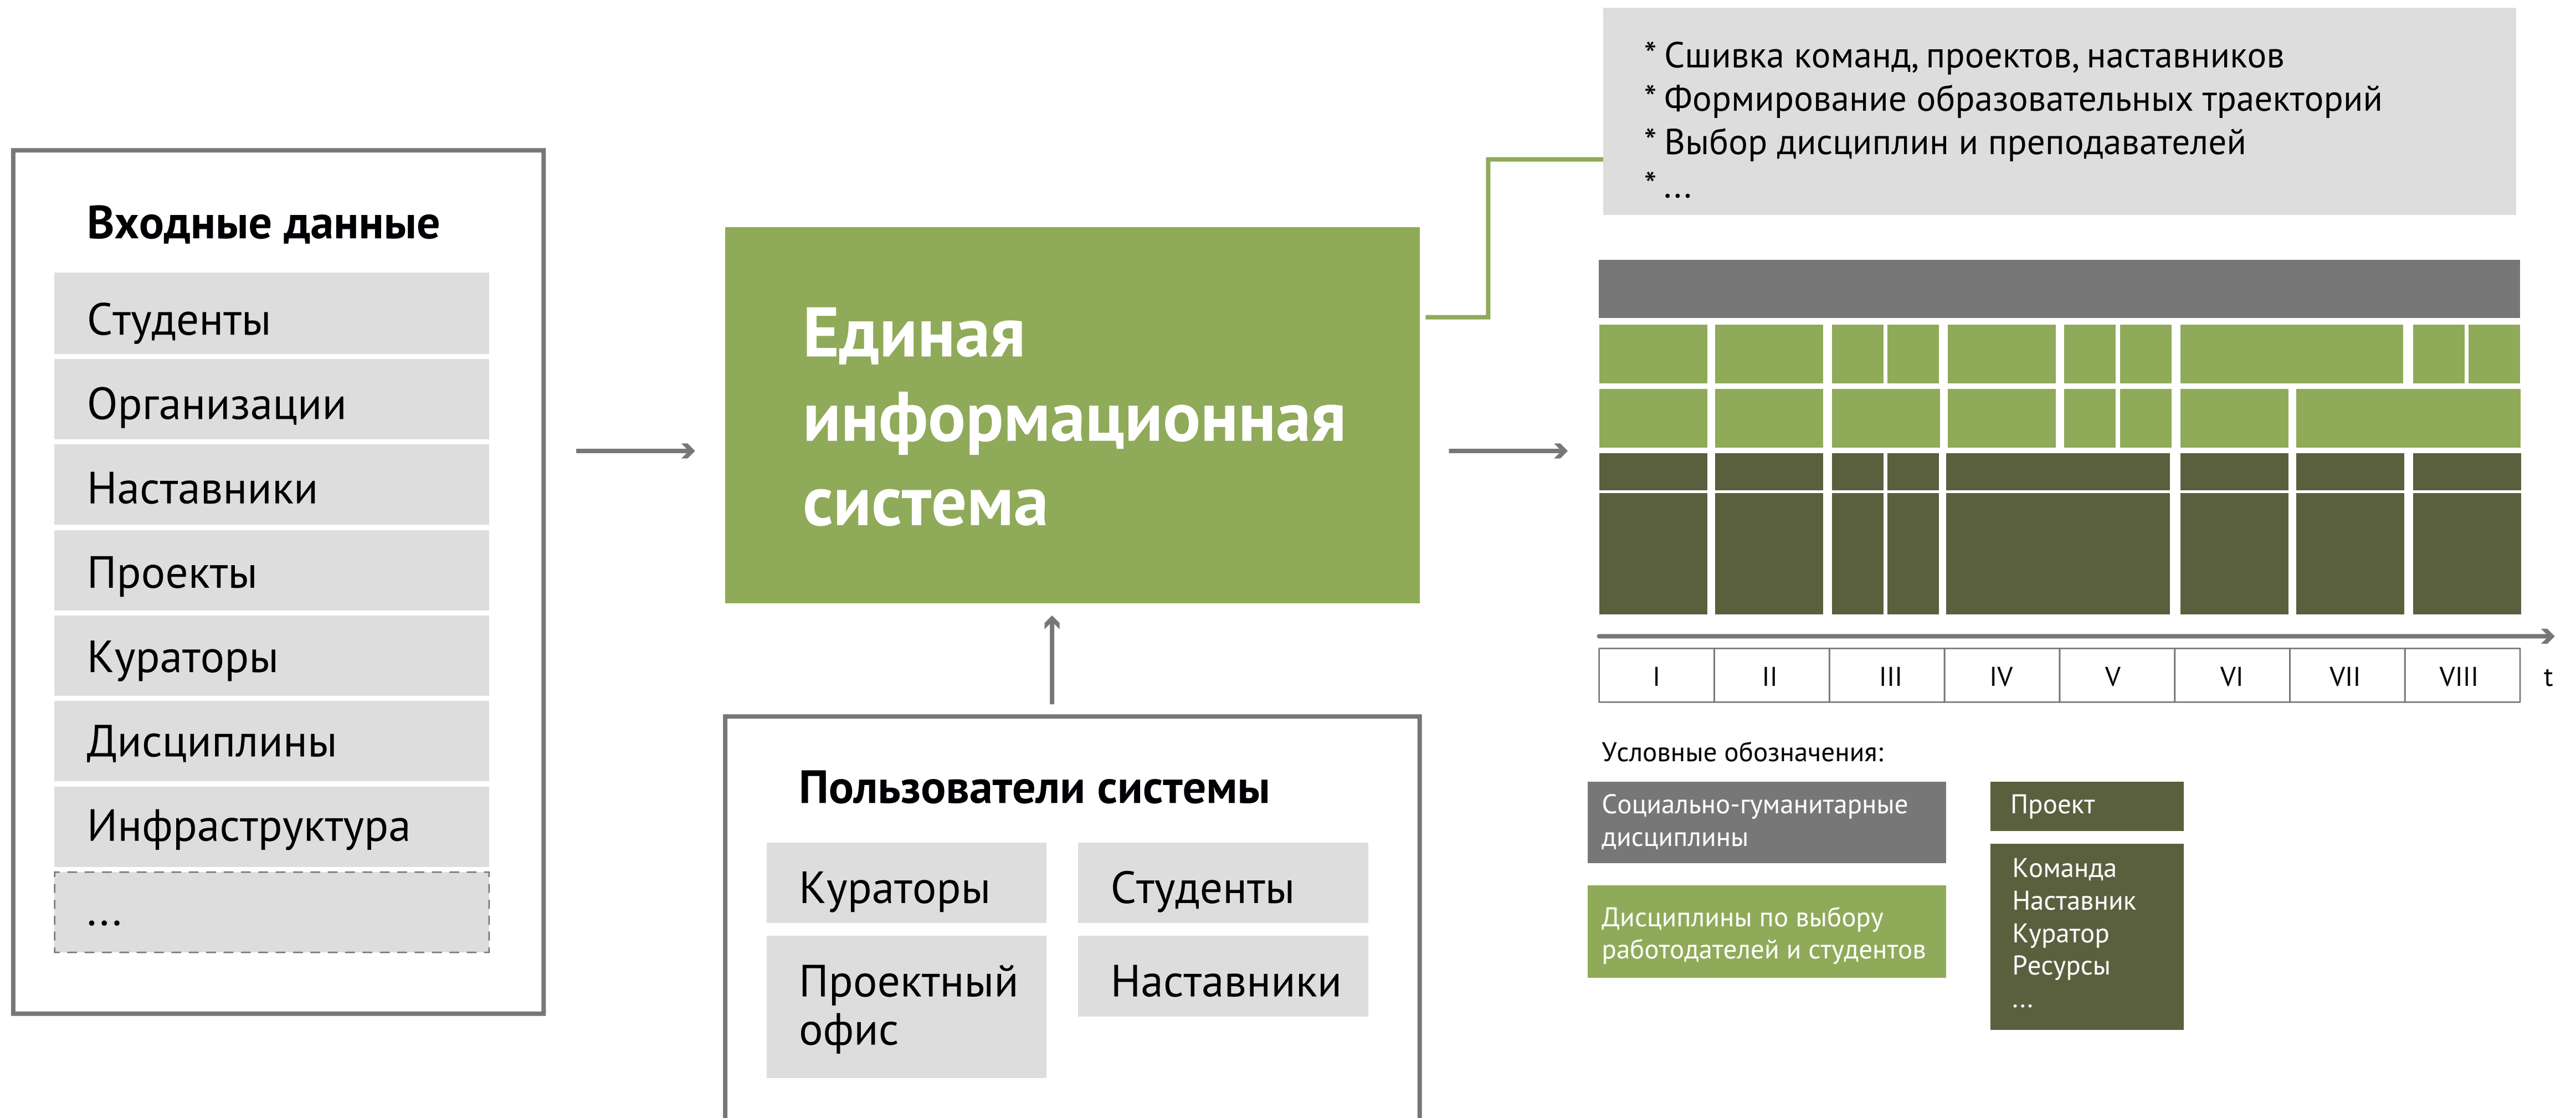 Входные данные
Студенты
Организации
Наставники
Проекты
Кураторы
Дисциплины
Инфраструктура
...
Единая
информационная
система
Пользователи системы
Кураторы
Студенты
Проектный
офис
Наставники
* Сшивка команд, проектов, наставников
* Формирование образовательных траекторий
* Выбор дисциплин и преподавателей
* ...
I II III IV V VI VII VIII t
Условные обозначения:
Социально-гуманитарные
дисциплины
Дисциплины по выбору
работодателей и студентов
Проект
Команда
Наставник
Куратор
Ресурсы
...